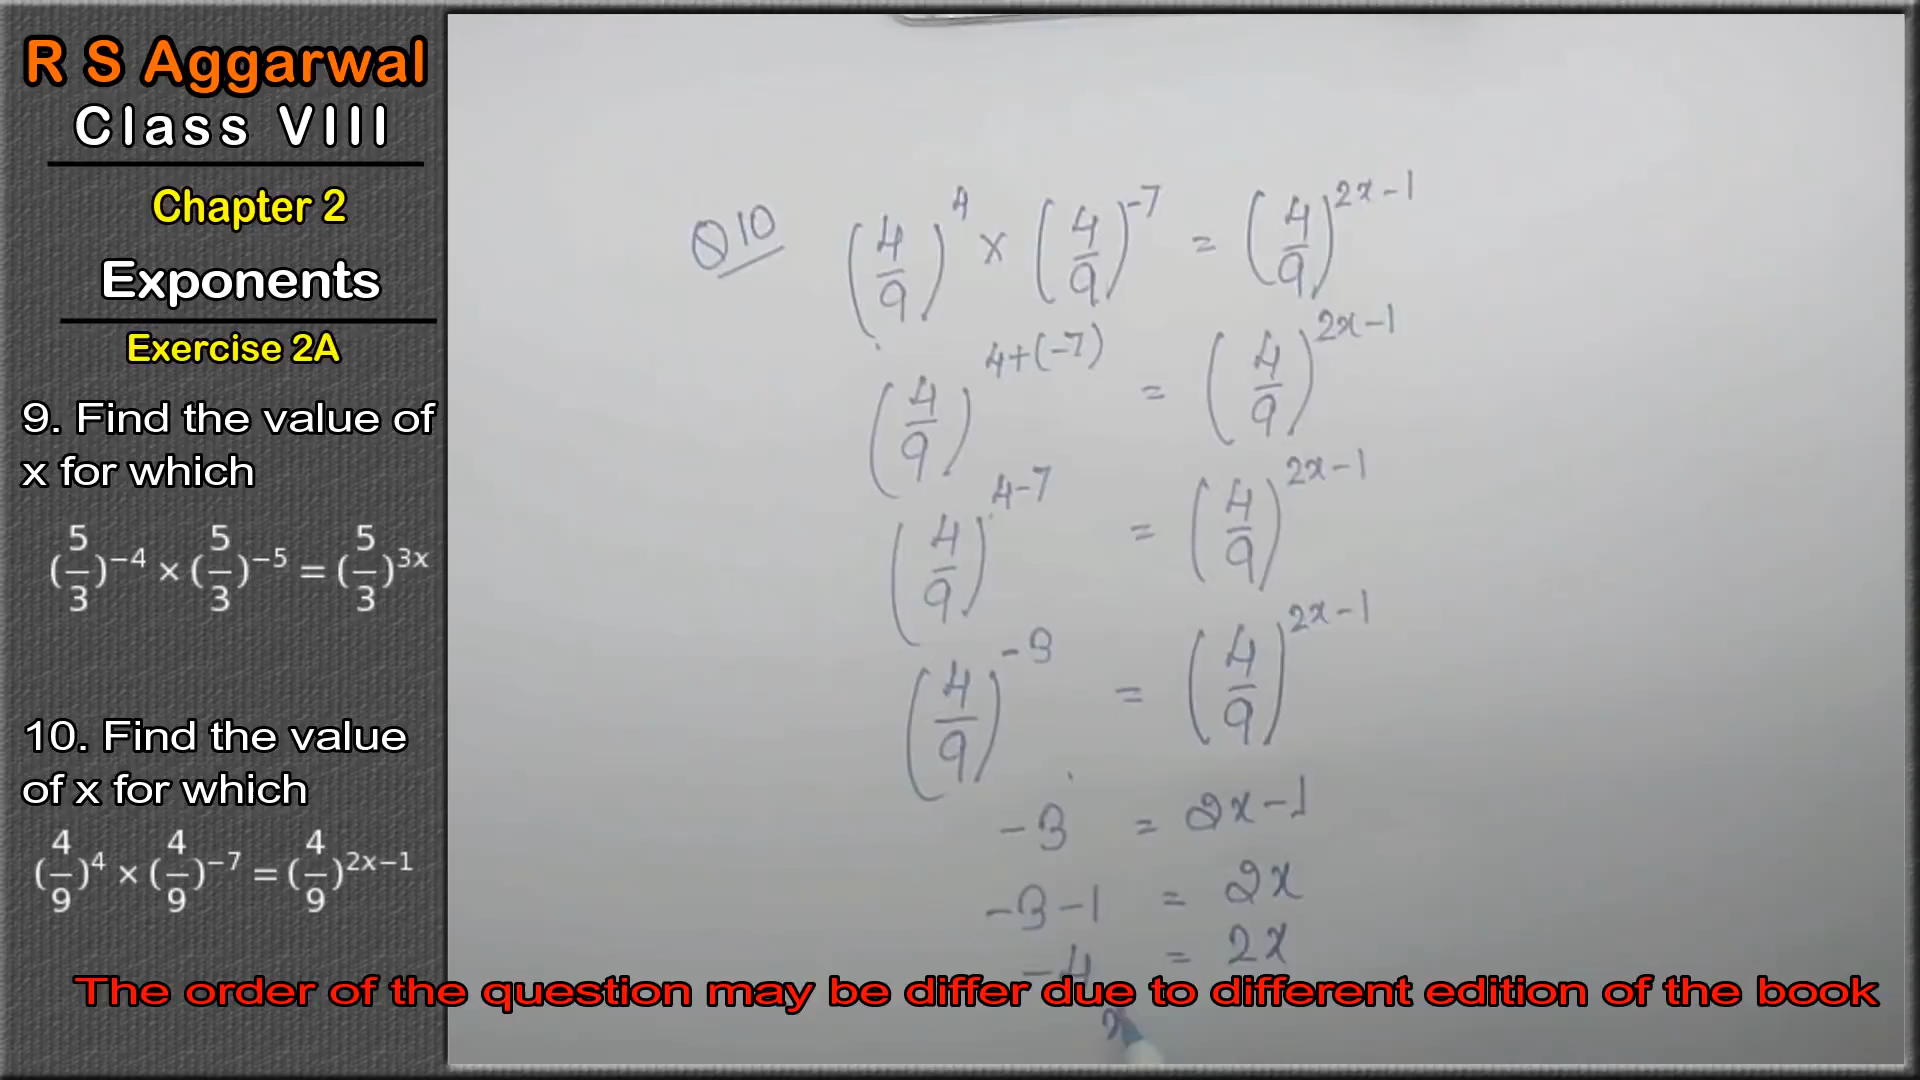 R S Aggarwal
Class VIII
Chapter 2
Exponents
Exercise 2A
9. Find the value of
x for which
(5/3)^-4 × (5/3)^-5 = (5/3)^3x
10. Find the value
of x for which
(4/9)^4 × (4/9)^-7 = (4/9)^2x-1
Q10 (4/9)^4 × (4/9)^-7 = (4/9)^2x-1
(4/9)^4+(-7) = (4/9)^2x-1
(4/9)^4-7 = (4/9)^2x-1
(4/9)^-3 = (4/9)^2x-1
-3 = 2x-1
-3-1 = 2x
-4 = 2x
x
The order of the question may be differ due to different edition of the book